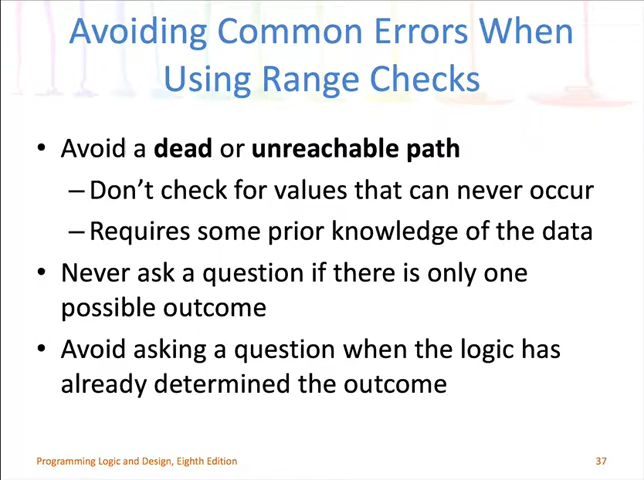 Avoiding Common Errors When
Using Range Checks
• Avoid a dead or unreachable path
– Don't check for values that can never occur
– Requires some prior knowledge of the data
• Never ask a question if there is only one
possible outcome
• Avoid asking a question when the logic has
already determined the outcome
Programming Logic and Design, Eighth Edition
37